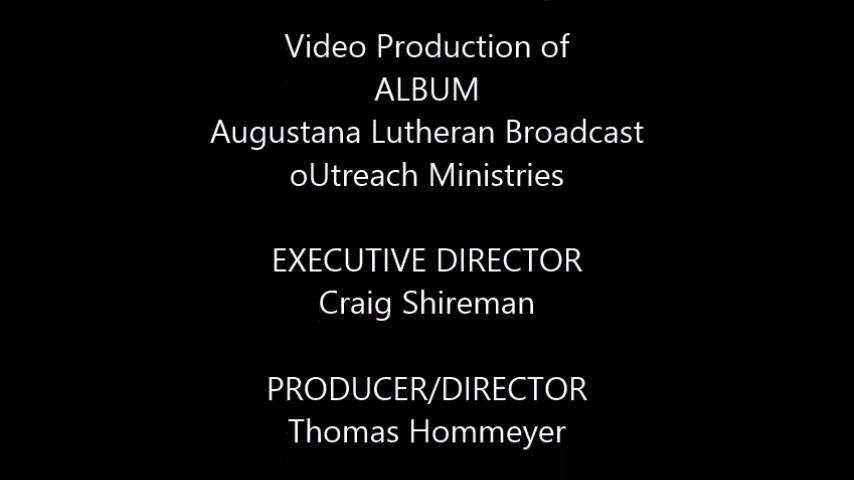 Video Production of
ALBUM
Augustana Lutheran Broadcast
oUtreach Ministries
EXECUTIVE DIRECTOR
Craig Shireman
PRODUCER/DIRECTOR
Thomas Hommeyer